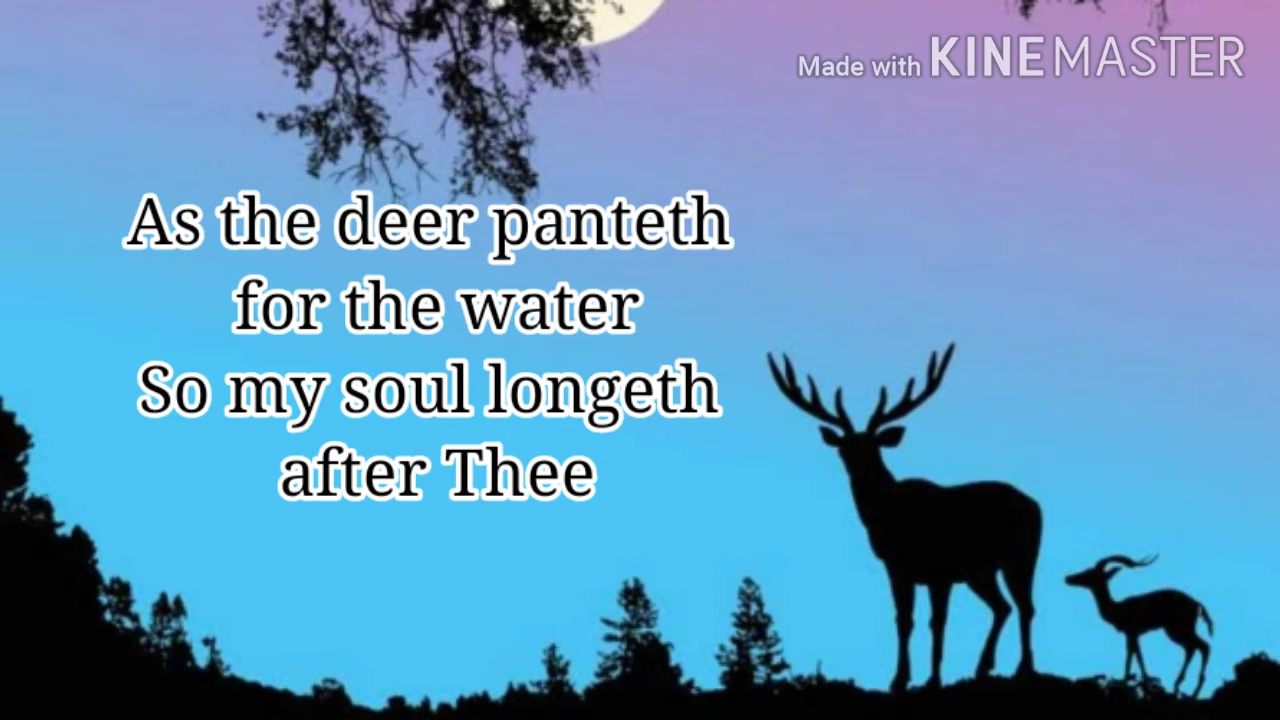 Made with KINEMASTER
As the deer panteth
for the water
So my soul longeth
after Thee